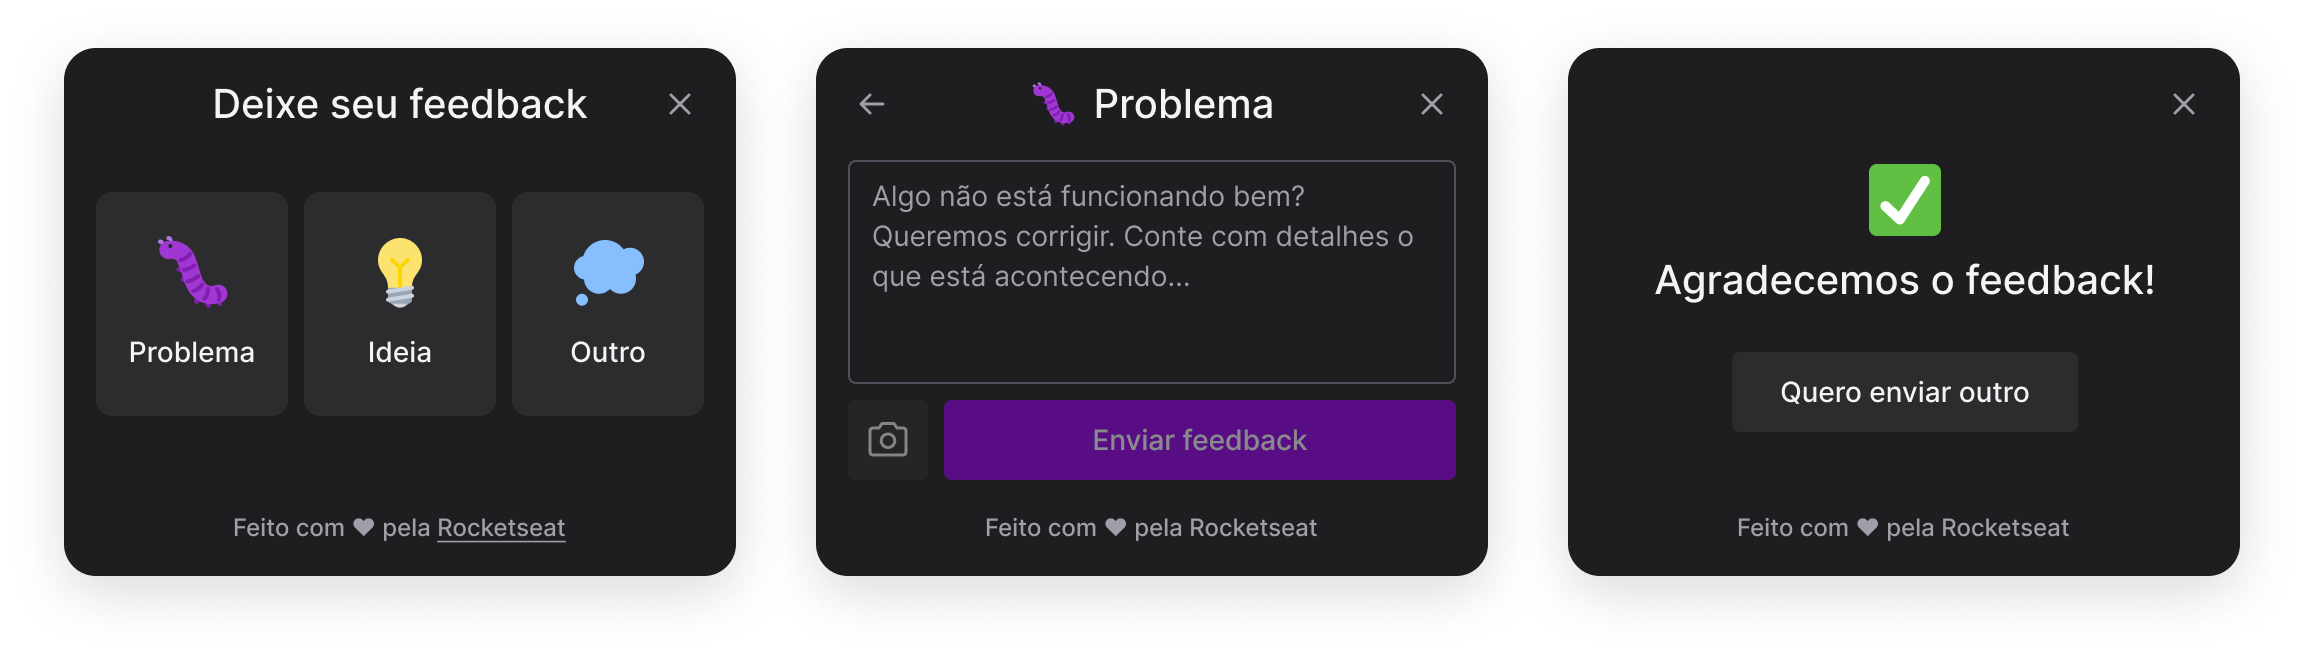 Deixe seu feedback
Problema
Ideia
Outro
Feito com ♥ pela Rocketseat
Problema
Algo não está funcionando bem?
Queremos corrigir. Conte com detalhes o
que está acontecendo...
Enviar feedback
Feito com ♥ pela Rocketseat
Agradecemos o feedback!
Quero enviar outro
Feito com ♥ pela Rocketseat